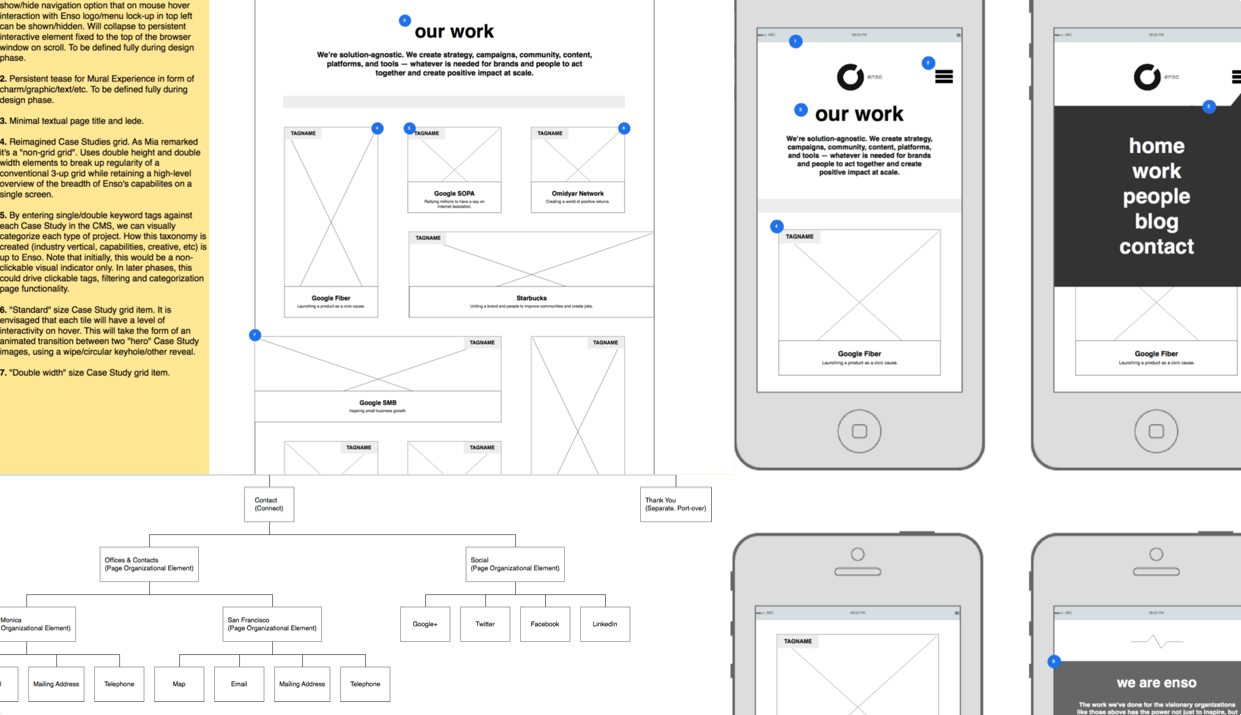 show/hide navigation option that on mouse hover
interaction with Enso logo/menu lock-up in top left
can be shown/hidden. Will collapse to persistent
interactive element fixed to the top of the browser
window on scroll. To be defined fully during design
phase.
2. Persistent tease for Mural Experience in form of
charm/graphic/text/etc. To be defined fully during
design phase.
3. Minimal textual page title and lede.
4. Reimagined Case Studies grid. As Mia remarked
it's a "non-grid grid". Uses double height and double
width elements to break up regularity of a
conventional 3-up grid while retaining a high-level
overview of the breadth of Enso's capabilites on a
single screen.
5. By entering single/double keyword tags against
each Case Study in the CMS, we can visually
categorize each type of project. How this taxonomy is
created (industry vertical, capabilities, creative, etc) is
up to Enso. Note that initially, this would be a non-
clickable visual indicator only. In later phases, this
could drive clickable tags, filtering and categorization
page functionality.
6. "Standard" size Case Study grid item. It is
envisaged that each tile will have a level of
interactivity on hover. This will take the form of an
animated transition between two "hero" Case Study
images, using a wipe/circular keyhole/other reveal.
7. "Double width" size Case Study grid item.
our work
We're solution-agnostic. We create strategy, campaigns, community, content,
platforms, and tools — whatever is needed for brands and people to act
together and create positive impact at scale.
TAGNAME
4
TAGNAME
TAGNAME
6
Google SOPA
Rallying millions to have a say on
internet legislation.
Omidyar Network
Creating a world of positive returns.
TAGNAME
Google Fiber
Launching a product as a civic cause.
Starbucks
Uniting a brand and people to improve communities and create jobs.
7
TAGNAME
TAGNAME
Google SMB
Inspiring small business growth.
TAGNAME
TAGNAME
Contact
(Connect)
Thank You
(Separate. Port-over)
Offices & Contacts
(Page Organizational Element)
Social
(Page Organizational Element)
Monica
Organizational Element)
San Francisco
(Page Organizational Element)
Google+
Twitter
Facebook
LinkedIn
Mailing Address
Telephone
Map
Email
Mailing Address
Telephone
1
2
enso
3
our work
We're solution-agnostic. We create strategy,
campaigns, community, content, platforms,
and tools — whatever is needed for brands
and people to act together and create
positive impact at scale.
4
TAGNAME
Google Fiber
Launching a product as a civic cause.
enso
home
work
people
blog
contact
Google Fiber
Launching a product as a civic cause.
TAGNAME
we are enso
The work we've done for the visionary organizations
like those above has the power not just to inspire, but